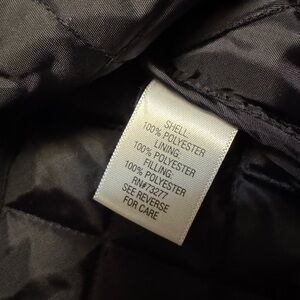 SHELL:
100% POLYESTER
LINING:
100% POLYESTER
FILLING:
100% POLYESTER
RN#73277
SEE REVERSE
FOR CARE